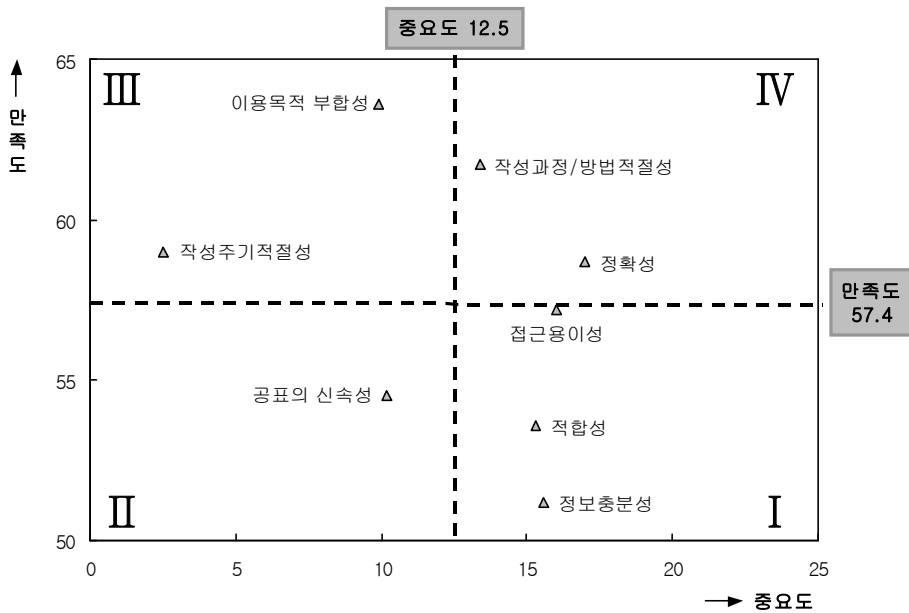 중요도 12.5
65
Ⅲ
Ⅳ
만족도
이용목적 부합성
작성과정/방법적절성
60
작성주기적절성
정확성
만족도
57.4
접근용이성
55
공표의 신속성
적합성
Ⅱ
정보충분성
Ⅰ
50
0 5 10 15 20 25
중요도